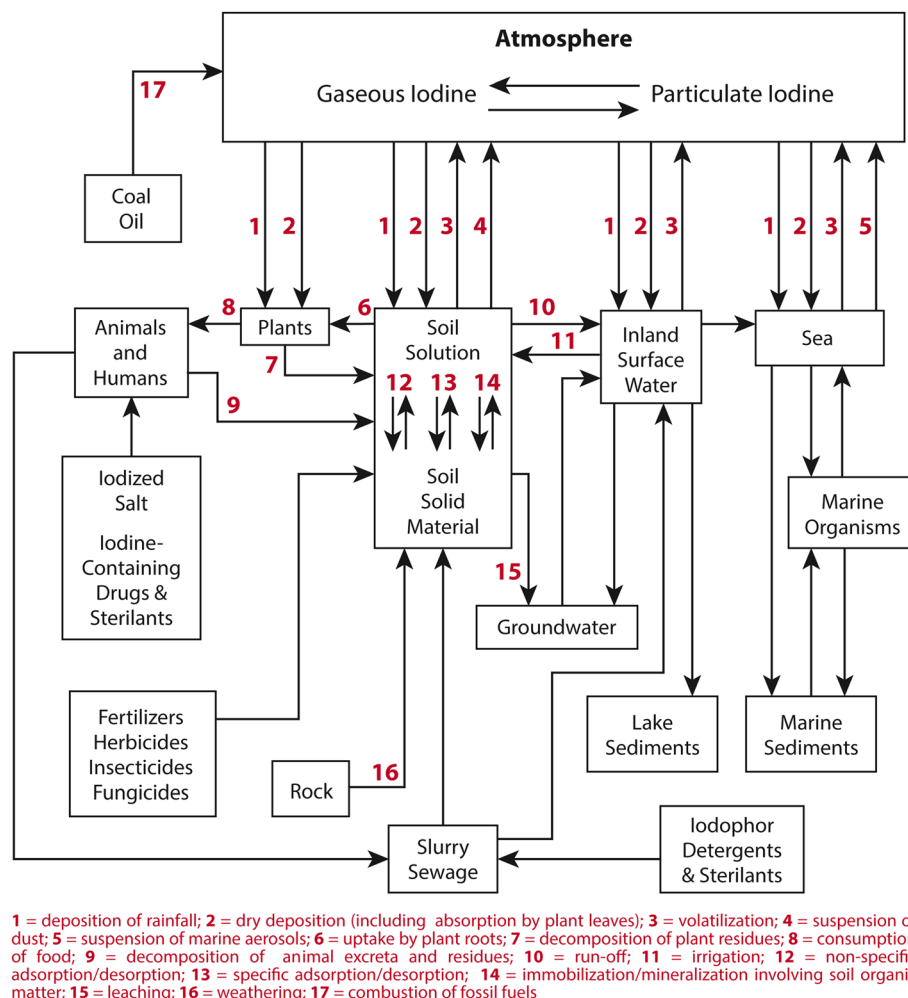 Atmosphere
Gaseous Iodine
Particulate Iodine
17
Coal
Oil
1
2
1
2
3
4
1
2
3
1
2
3
5
Animals
and
Humans
8
Plants
6
7
9
Soil
Solution
10
11
Inland
Surface
Water
Sea
12
13
14
Soil
Solid
Material
Iodized
Salt
Iodine-
Containing
Drugs &
Sterilants
Marine
Organisms
15
Groundwater
Fertilizers
Herbicides
Insecticides
Fungicides
Rock
16
Lake
Sediments
Marine
Sediments
Slurry
Sewage
Iodophor
Detergents
& Sterilants
1 = deposition of rainfall; 2 = dry deposition (including absorption by plant leaves); 3 = volatilization; 4 = suspension
dust; 5 = suspension of marine aerosols; 6 = uptake by plant roots; 7 = decomposition of plant residues; 8 =
of food; 9 = decomposition of animal excreta and residues; 10 = run-off; 11 = irrigation; 12 =
adsorption/desorption; 13 = specific adsorption/desorption; 14 = immobilization/mineralization involving soil
matter; 15 = leaching; 16 = weathering; 17 = combustion of fossil fuels